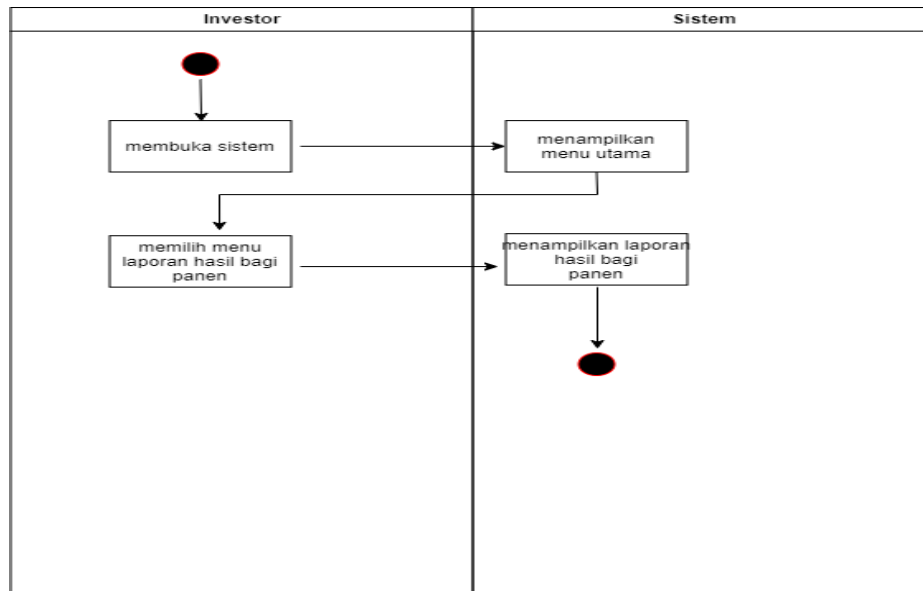 Investor
Sistem
membuka sistem
menampilkan
menu utama
memilih menu
laporan hasil bagi
panen
menampilkan laporan
hasil bagi
panen